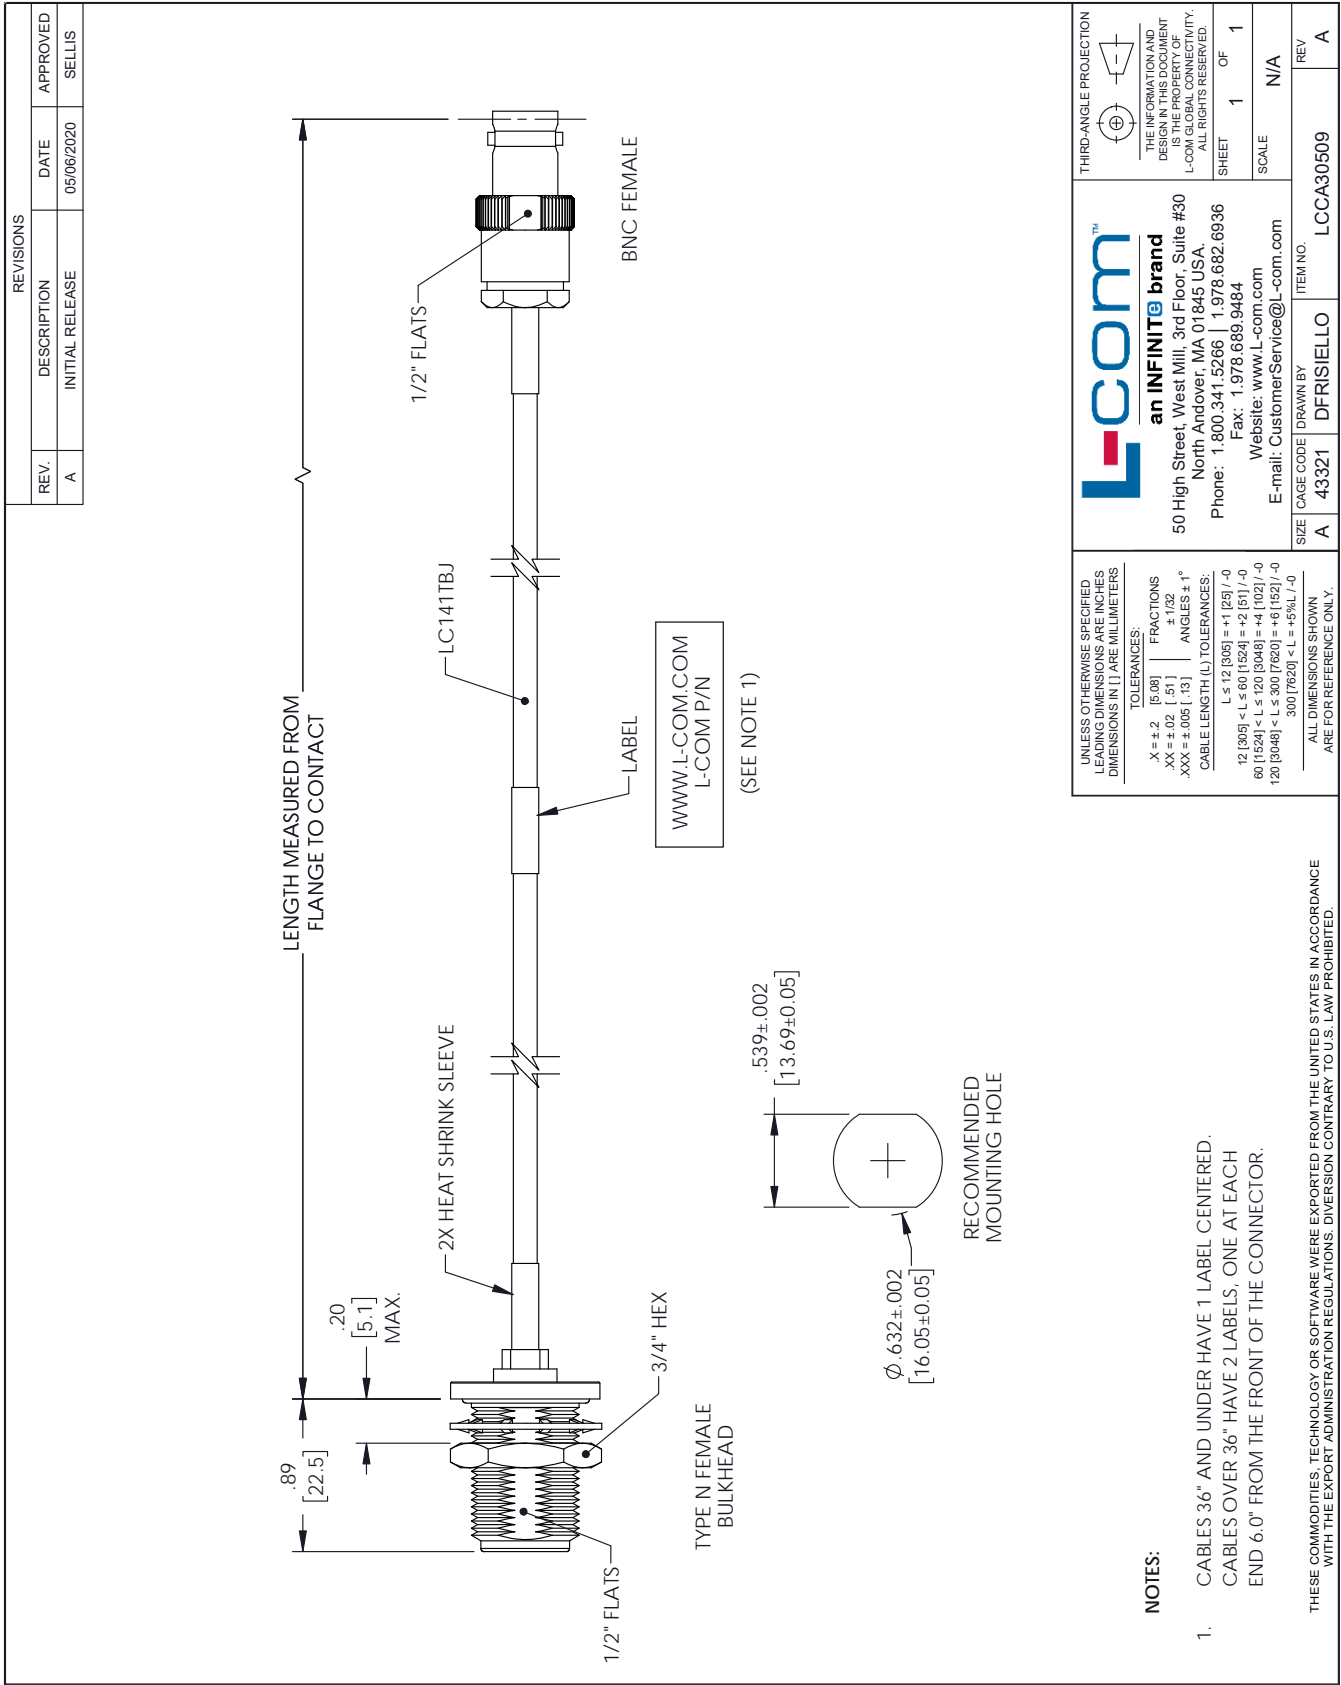 REVISIONS
REV. DESCRIPTION DATE APPROVED
A INITIAL RELEASE 05/06/2020 SELLIS
LENGTH MEASURED FROM
FLANGE TO CONTACT
.89
[22.5]
.20
[5.1]
MAX.
2X HEAT SHRINK SLEEVE
LC141TBJ
1/2" FLATS
BNC FEMALE
LABEL
WWW.L-COM.COM
L-COM P/N
(SEE NOTE 1)
1/2" FLATS
3/4" HEX
TYPE N FEMALE
BULKHEAD
.539±.002
[13.69±0.05]
Ø.632±.002
[16.05±0.05]
RECOMMENDED
MOUNTING HOLE
NOTES:
1. CABLES 36" AND UNDER HAVE 1 LABEL CENTERED.
CABLES OVER 36" HAVE 2 LABELS, ONE AT EACH
END 6.0" FROM THE FRONT OF THE CONNECTOR.
THESE COMMODITIES, TECHNOLOGY OR SOFTWARE WERE EXPORTED FROM THE UNITED STATES IN ACCORDANCE
WITH THE EXPORT ADMINISTRATION REGULATIONS. DIVERSION CONTRARY TO U.S. LAW PROHIBITED.
UNLESS OTHERWISE SPECIFIED
LEADING DIMENSIONS ARE INCHES
DIMENSIONS IN [ ] ARE MILLIMETERS
TOLERANCES:
.X = ±.2 [5.08] FRACTIONS
.XX = ±.02 [.51] ± 1/32
.XXX = ±.005 [.13] ANGLES ± 1°
CABLE LENGTH (L) TOLERANCES:
L ≤ 12 [305] = +1 [25] / -0
12 [305] < L ≤ 60 [1524] = +2 [51] / -0
60 [1524] < L ≤ 120 [3048] = +4 [102] / -0
120 [3048] < L ≤ 300 [7620] = +6 [152] / -0
300 [7620] < L = +5%L / -0
ALL DIMENSIONS SHOWN
ARE FOR REFERENCE ONLY.
L-com™
an INFINITe brand
50 High Street, West Mill, 3rd Floor, Suite #30
North Andover, MA 01845 USA.
Phone: 1.800.341.5266 | 1.978.682.6936
Fax: 1.978.689.9484
Website: www.L-com.com
E-mail: CustomerService@L-com.com
THIRD-ANGLE PROJECTION
THE INFORMATION AND
DESIGN IN THIS DOCUMENT
IS THE PROPERTY OF
L-COM GLOBAL CONNECTIVITY.
ALL RIGHTS RESERVED.
SHEET 1 OF 1
SCALE N/A
SIZE A
CAGE CODE 43321
DRAWN BY DFRISIELLO
ITEM NO. LCCA30509
REV A